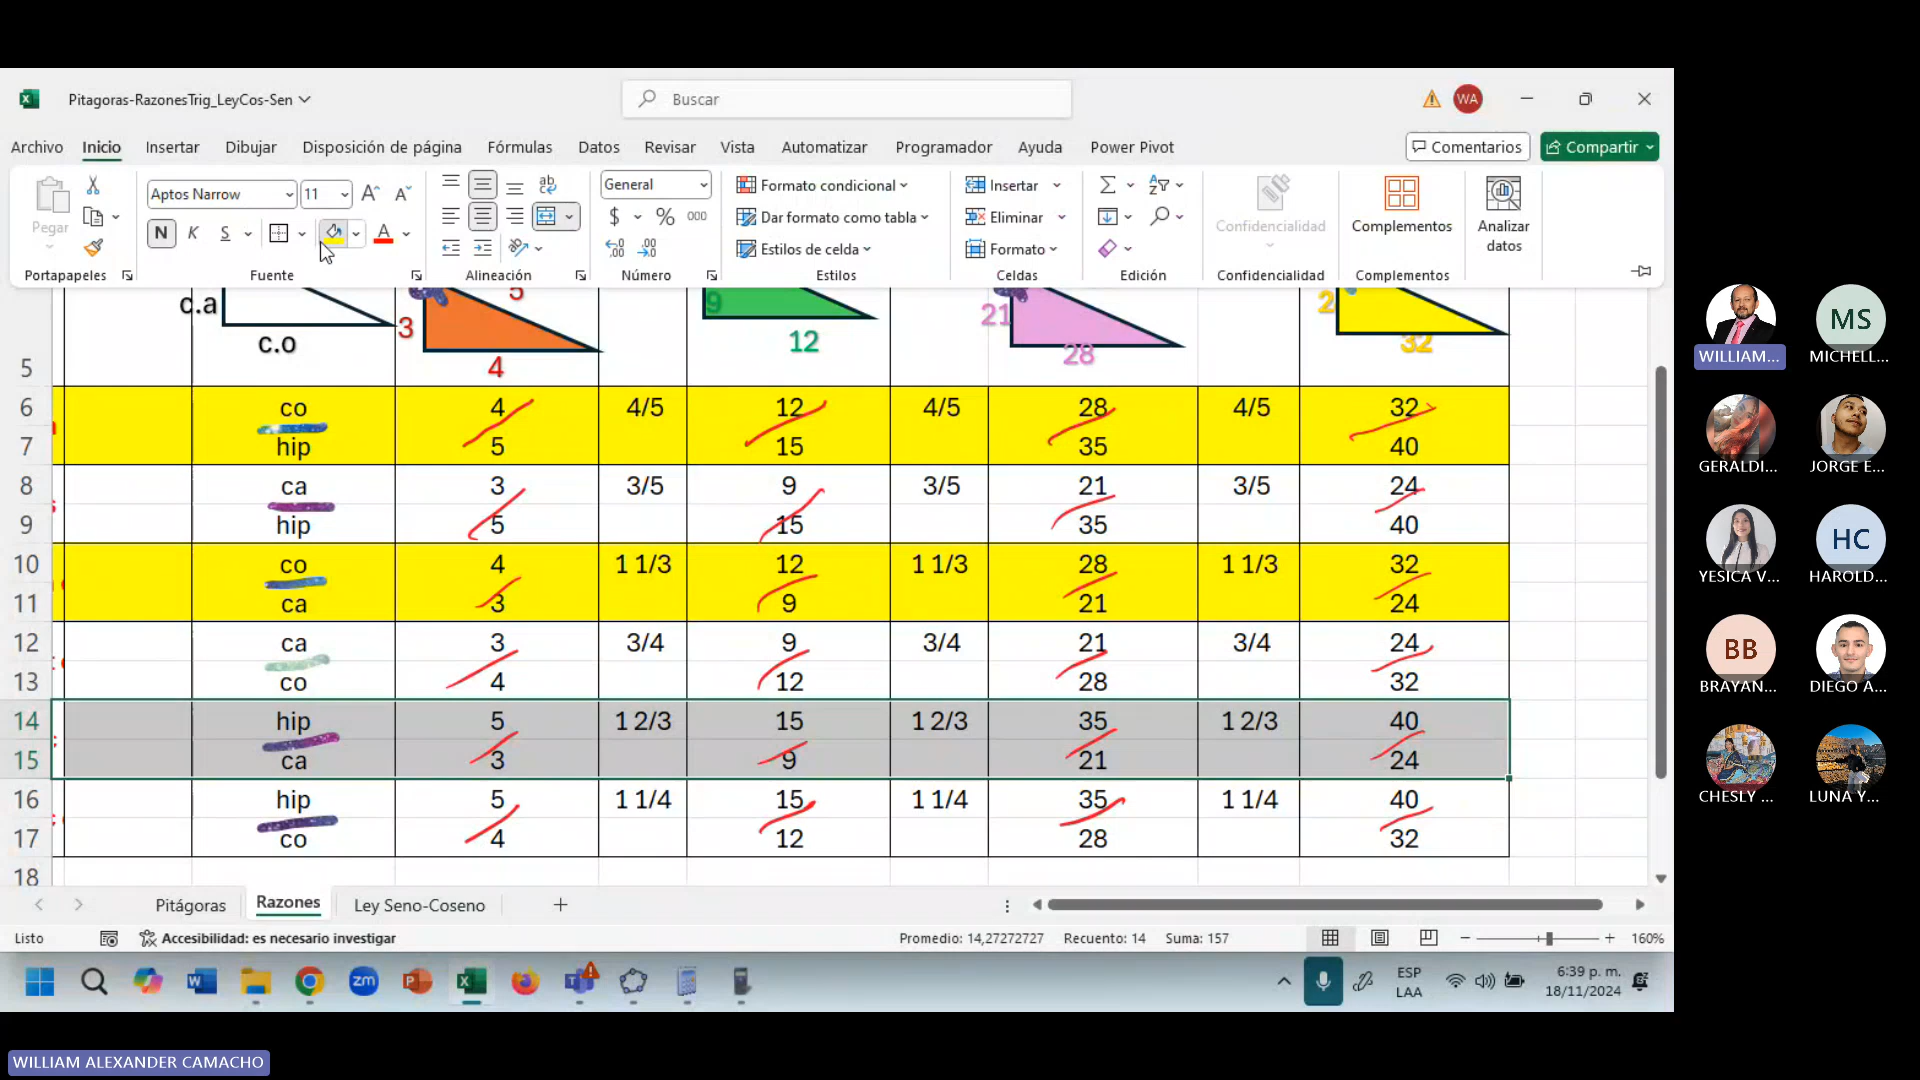 Pitagoras-RazonesTrig_LeyCos-Sen
Buscar
WA
Archivo Inicio Insertar Dibujar Disposición de página Fórmulas Datos Revisar Vista Automatizar Programador Ayuda Power Pivot
Comentarios Compartir
Pegar
Portapapeles
Aptos Narrow 11
N K S A
Fuente
ab
Alineación
General
$ % 000
Número
Formato condicional
Dar formato como tabla
Estilos de celda
Estilos
Insertar
Eliminar
Formato
Celdas
Edición
Confidencialidad
Confidencialidad
Complementos
Complementos
Analizar datos
c.a
c.o
3 5
4
9
12
21
28
2
32
5
6 co 4 4/5 12 4/5 28 4/5 32
7 hip 5 15 35 40
8 ca 3 3/5 9 3/5 21 3/5 24
9 hip 5 15 35 40
10 co 4 1 1/3 12 1 1/3 28 1 1/3 32
11 ca 3 9 21 24
12 ca 3 3/4 9 3/4 21 3/4 24
13 co 4 12 28 32
14 hip 5 1 2/3 15 1 2/3 35 1 2/3 40
15 ca 3 9 21 24
16 hip 5 1 1/4 15 1 1/4 35 1 1/4 40
17 co 4 12 28 32
18
Pitágoras Razones Ley Seno-Coseno
Listo Accesibilidad: es necesario investigar Promedio: 14,27272727 Recuento: 14 Suma: 157 160%
zm
ESP
LAA
6:39 p. m.
18/11/2024
WILLIAM...
MS
MICHELL...
GERALDI...
JORGE E...
YESICA V...
HC
HAROLD...
BB
BRAYAN...
DIEGO A...
CHESLY ...
LUNA Y...
WILLIAM ALEXANDER CAMACHO